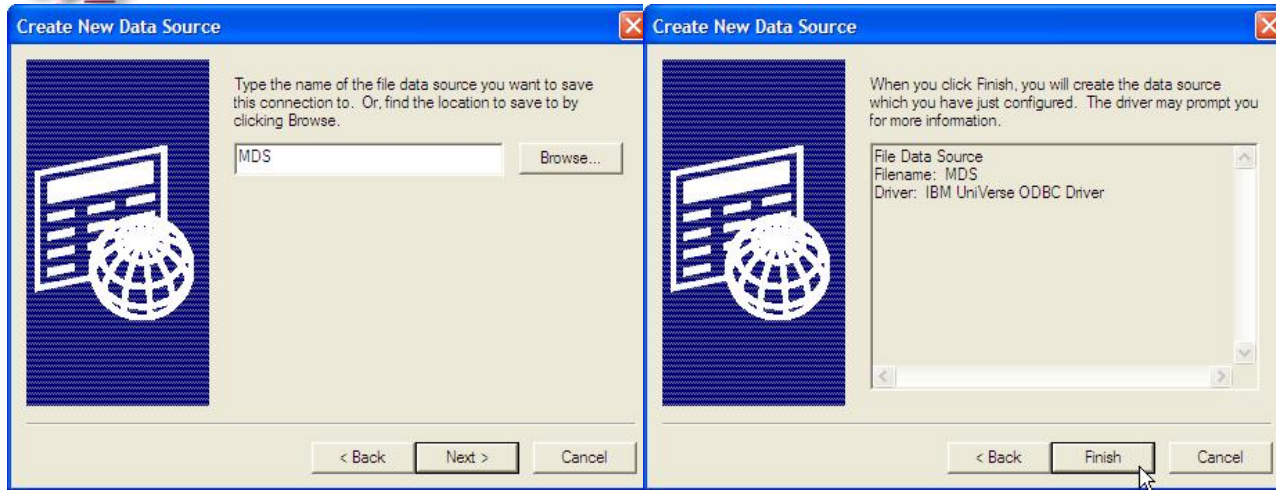 Create New Data Source
Type the name of the file data source you want to save
this connection to. Or, find the location to save to by
clicking Browse.
MDS
Browse...
< Back
Next >
Cancel
Create New Data Source
When you click Finish, you will create the data source
which you have just configured. The driver may prompt you
for more information.
File Data Source
Filename: MDS
Driver: IBM UniVerse ODBC Driver
< Back
Finish
Cancel